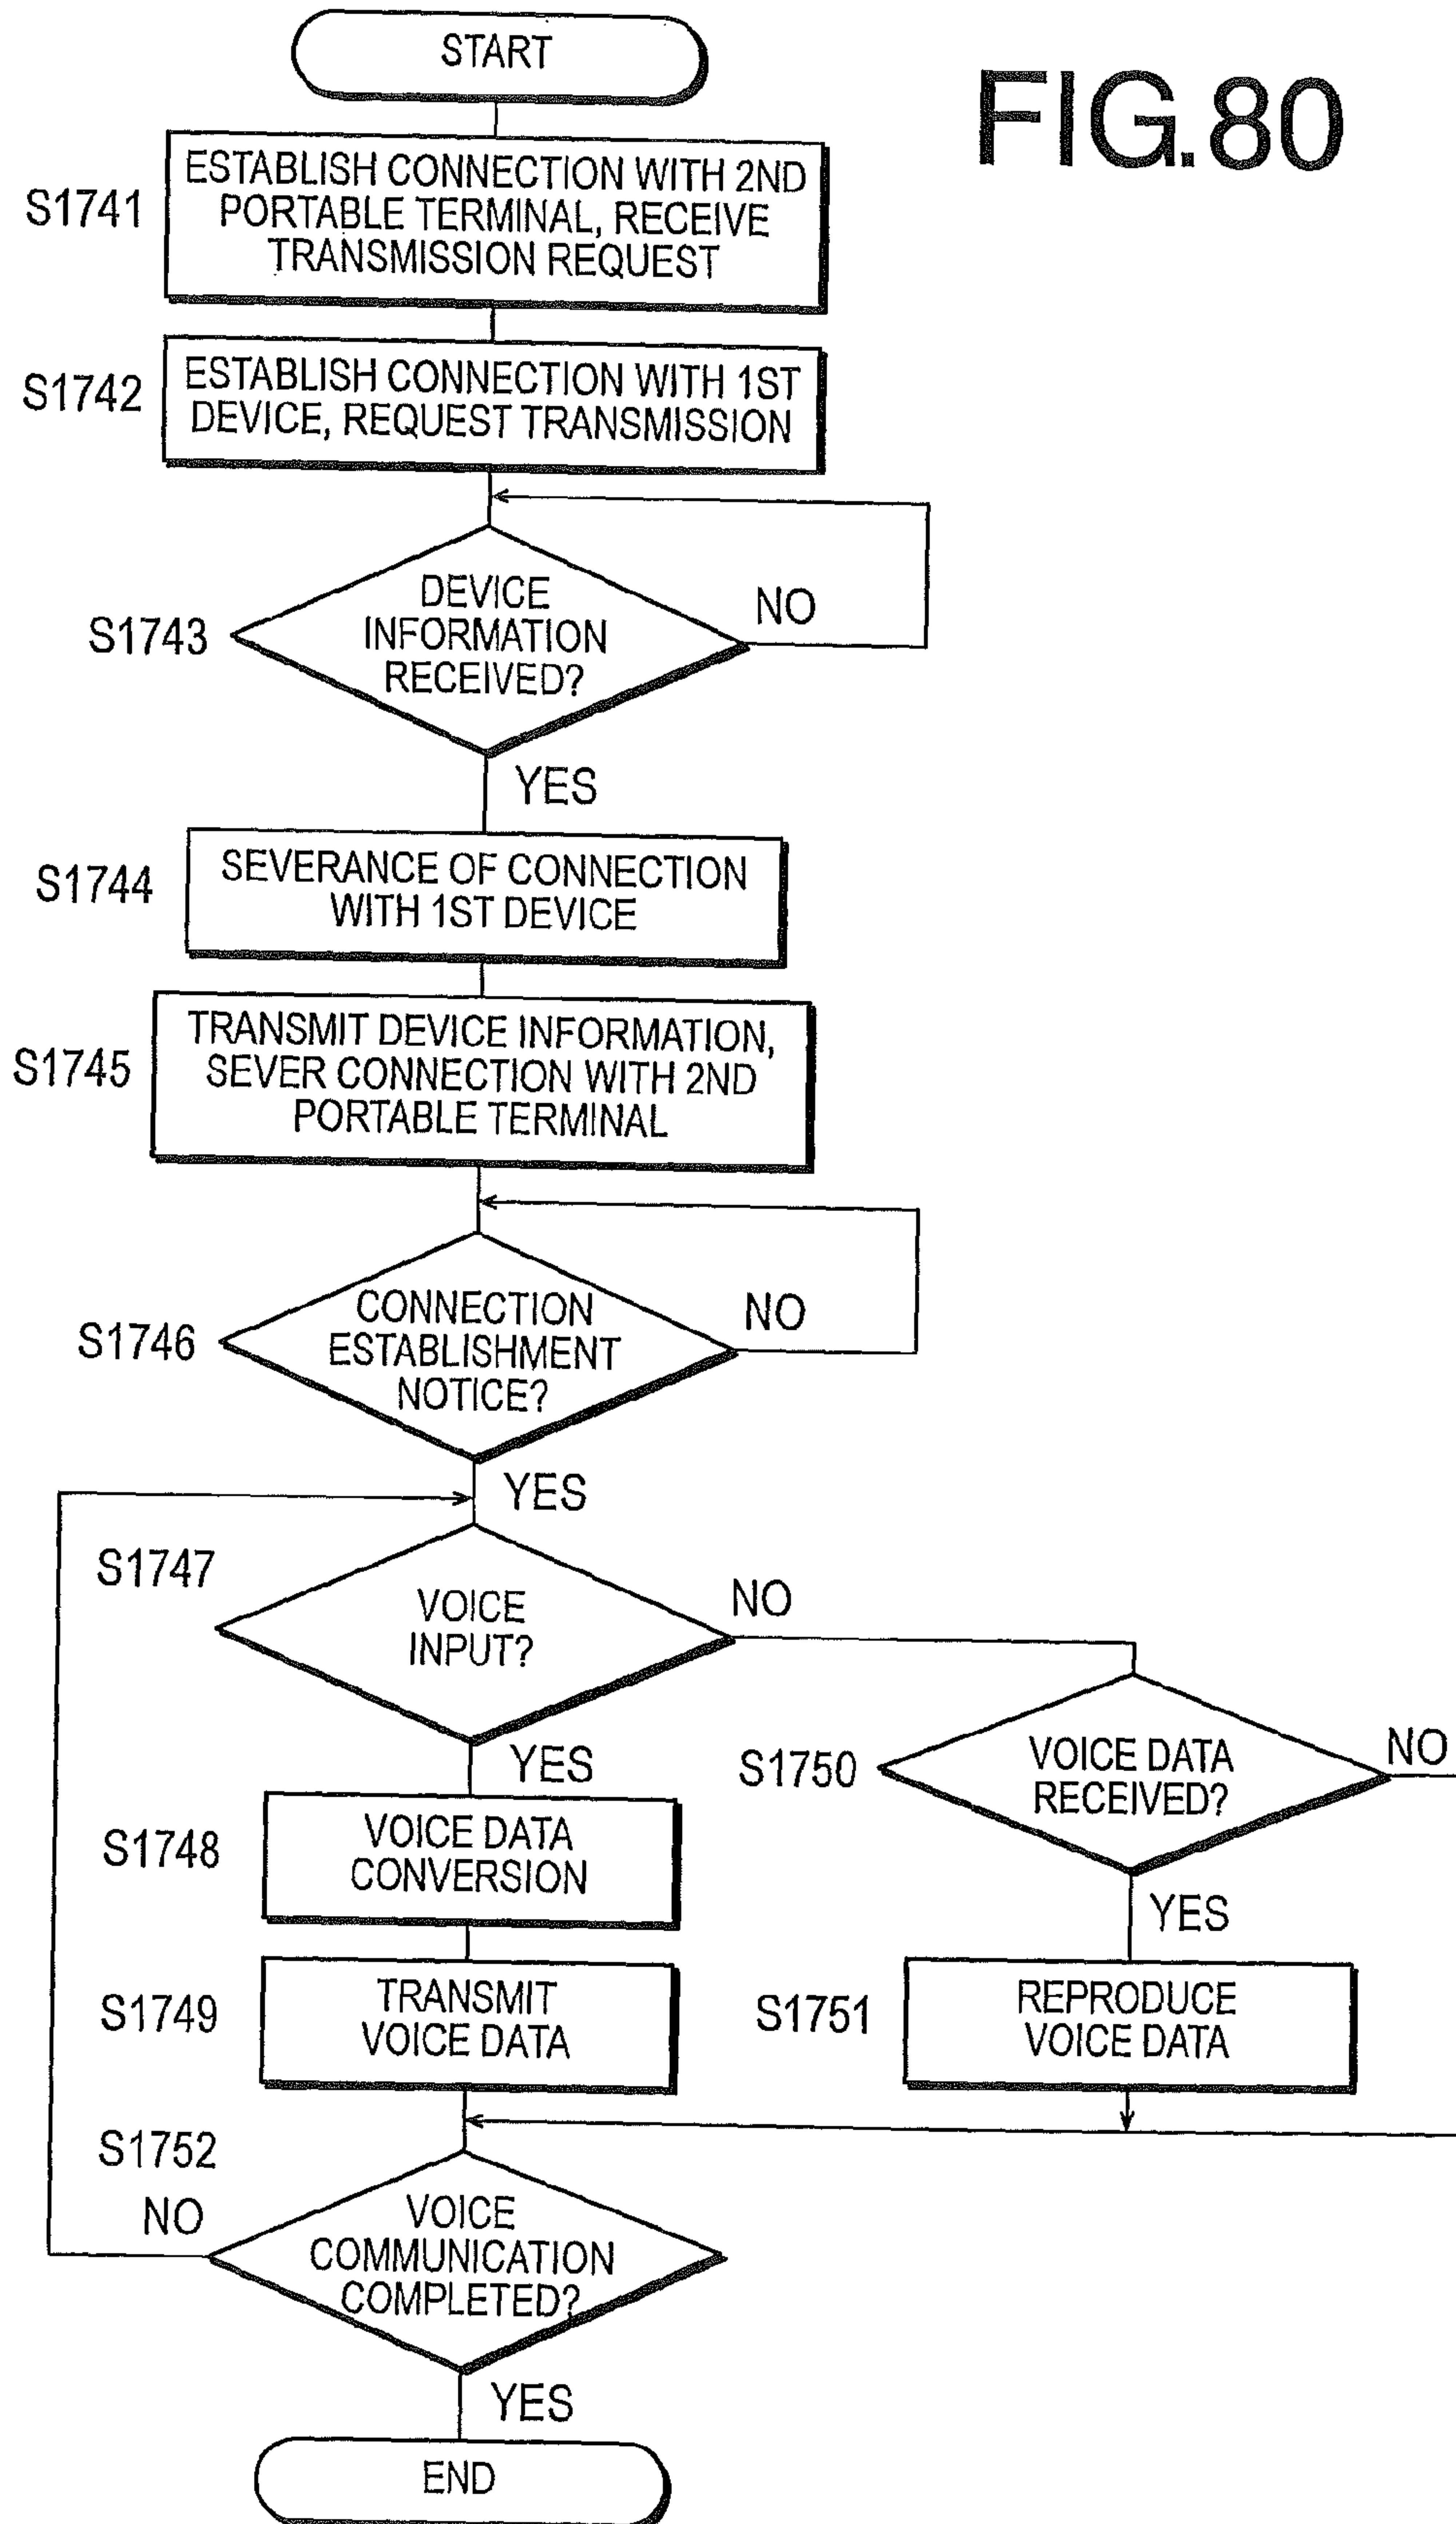 FIG.80
START
S1741
ESTABLISH CONNECTION WITH 2ND
PORTABLE TERMINAL, RECEIVE
TRANSMISSION REQUEST
S1742
ESTABLISH CONNECTION WITH 1ST
DEVICE, REQUEST TRANSMISSION
S1743
DEVICE
INFORMATION
RECEIVED?
NO
YES
S1744
SEVERANCE OF CONNECTION
WITH 1ST DEVICE
S1745
TRANSMIT DEVICE INFORMATION,
SEVER CONNECTION WITH 2ND
PORTABLE TERMINAL
S1746
CONNECTION
ESTABLISHMENT
NOTICE?
NO
YES
S1747
VOICE
INPUT?
NO
YES
S1750
VOICE DATA
RECEIVED?
NO
YES
S1748
VOICE DATA
CONVERSION
S1749
TRANSMIT
VOICE DATA
S1751
REPRODUCE
VOICE DATA
S1752
NO
VOICE
COMMUNICATION
COMPLETED?
YES
END